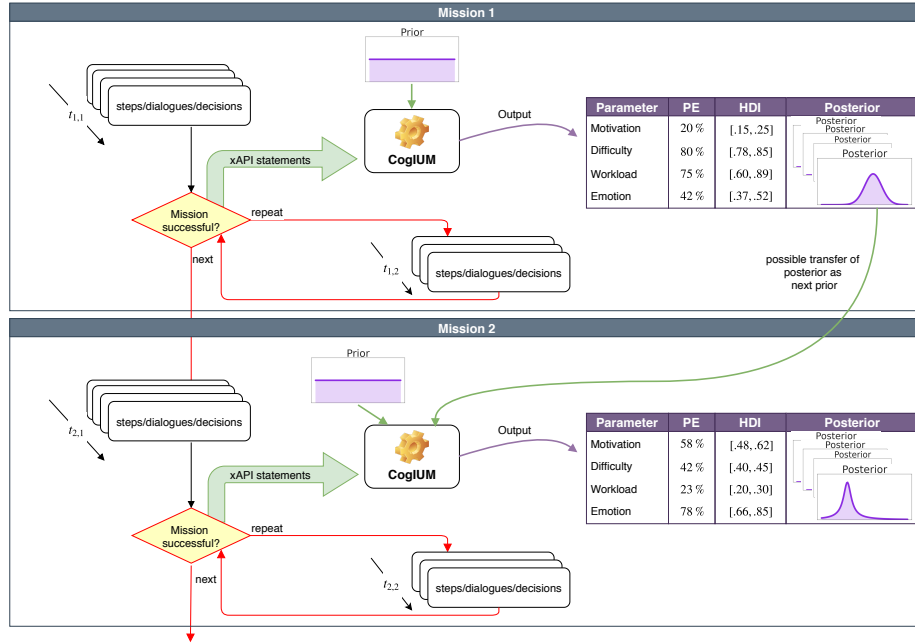 Mission 1
Prior
steps/dialogues/decisions
t1,1
Output
CogIUM
xAPI statements
Parameter PE HDI Posterior
Motivation 20 % [.15, .25]
Difficulty 80 % [.78, .85]
Workload 75 % [.60, .89]
Emotion 42 % [.37, .52]
Posterior
Posterior
Posterior
Posterior
Mission
successful?
repeat
next
t1,2
steps/dialogues/decisions
possible transfer of
posterior as
next prior
Mission 2
Prior
steps/dialogues/decisions
t2,1
Output
CogIUM
xAPI statements
Parameter PE HDI Posterior
Motivation 58 % [.48, .62]
Difficulty 42 % [.40, .45]
Workload 23 % [.20, .30]
Emotion 78 % [.66, .85]
Posterior
Posterior
Posterior
Posterior
Mission
successful?
repeat
next
t2,2
steps/dialogues/decisions